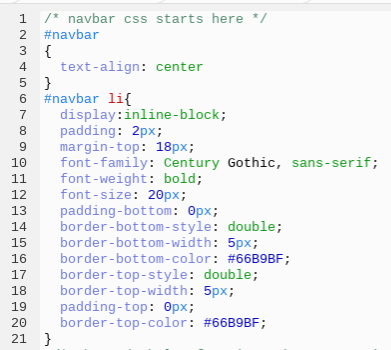 1 /* navbar css starts here */
2 #navbar
3 {
4 text-align: center
5 }
6 #navbar li{
7 display:inline-block;
8 padding: 2px;
9 margin-top: 18px;
10 font-family: Century Gothic, sans-serif;
11 font-weight: bold;
12 font-size: 20px;
13 padding-bottom: 0px;
14 border-bottom-style: double;
15 border-bottom-width: 5px;
16 border-bottom-color: #66B9BF;
17 border-top-style: double;
18 border-top-width: 5px;
19 padding-top: 0px;
20 border-top-color: #66B9BF;
21 }